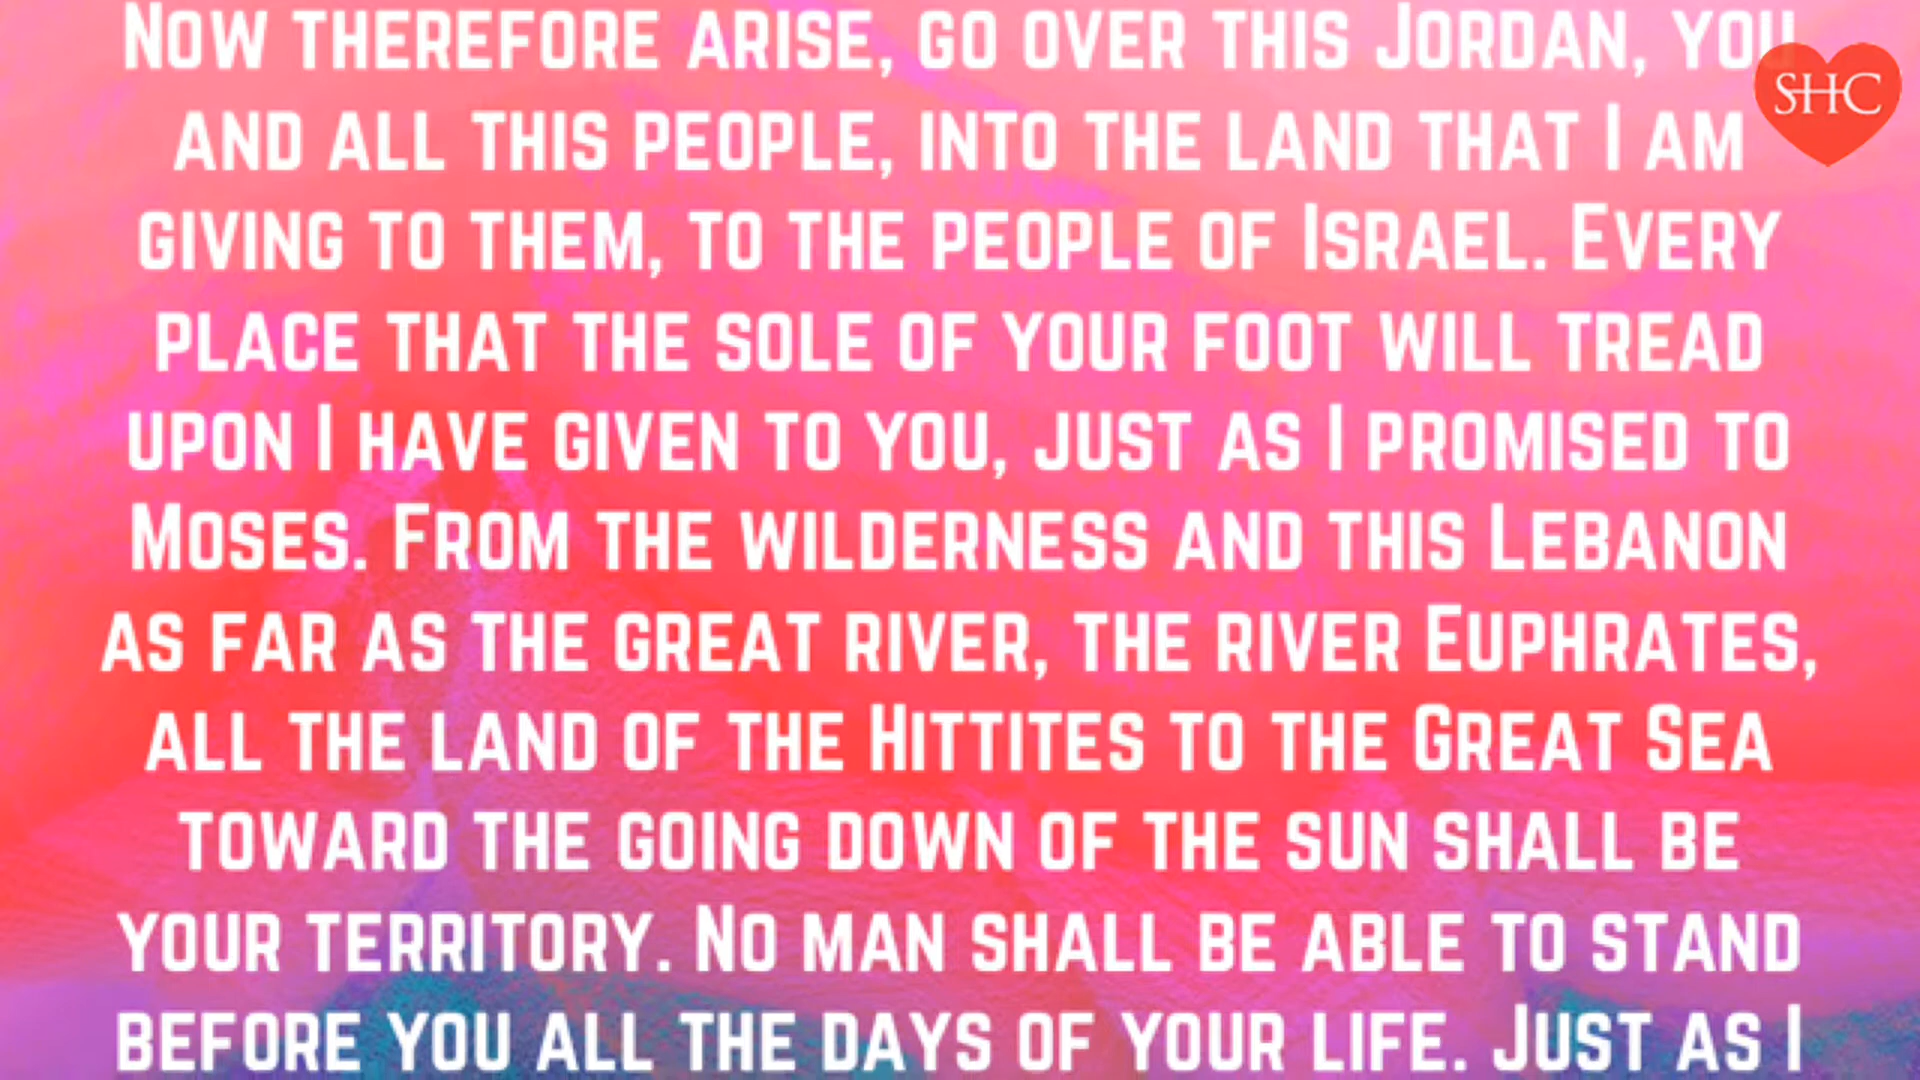 Now therefore arise, go over this Jordan, you
SHC
and all this people, into the land that I am
giving to them, to the people of Israel. Every
place that the sole of your foot will tread
upon I have given to you, just as I promised to
Moses. From the wilderness and this Lebanon
as far as the great river, the river Euphrates,
all the land of the Hittites to the Great Sea
toward the going down of the sun shall be
your territory. No man shall be able to stand
before you all the days of your life. Just as I